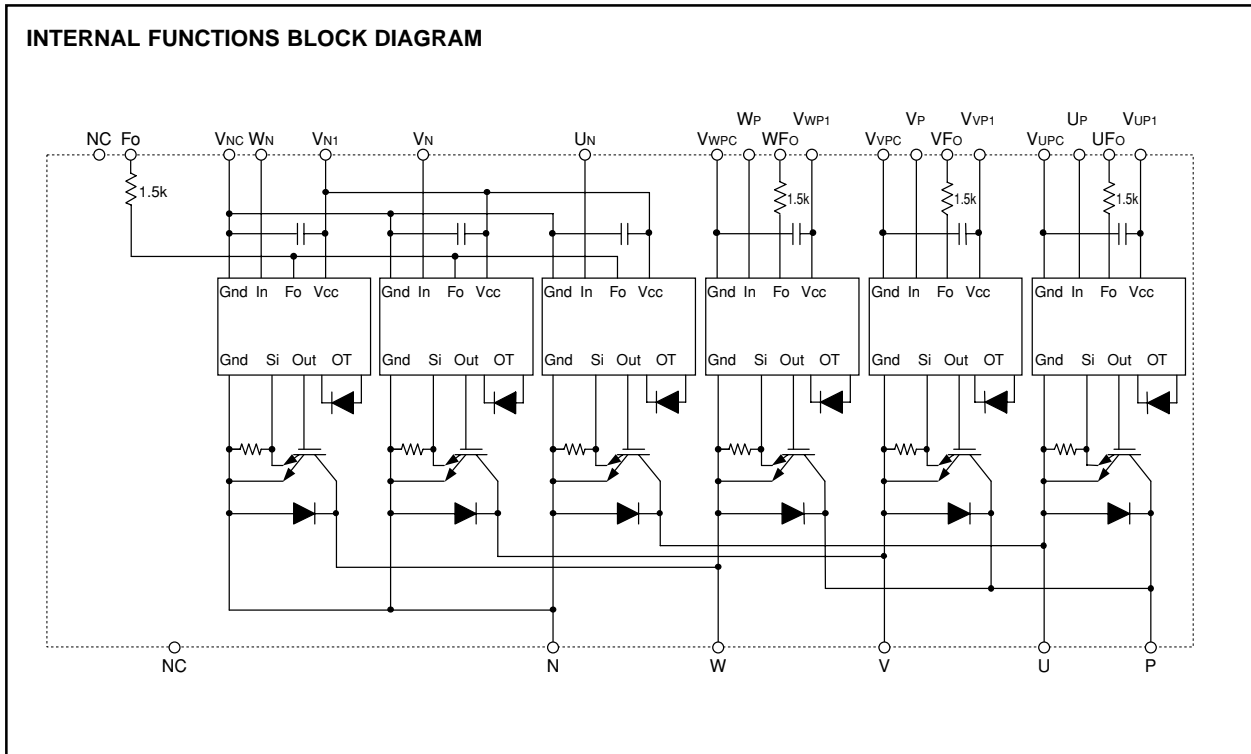 INTERNAL FUNCTIONS BLOCK DIAGRAM
WP VWP1 VP VVP1 UP VUP1
NC Fo VNC WN VN1 VN UN VWPC WFO VVPC VFO VUPC UFO
1.5k 1.5k 1.5k 1.5k
Gnd In Fo Vcc Gnd In Fo Vcc Gnd In Fo Vcc Gnd In Fo Vcc Gnd In Fo Vcc Gnd In Fo Vcc
Gnd Si Out OT Gnd Si Out OT Gnd Si Out OT Gnd Si Out OT Gnd Si Out OT Gnd Si Out OT
NC N W V U P